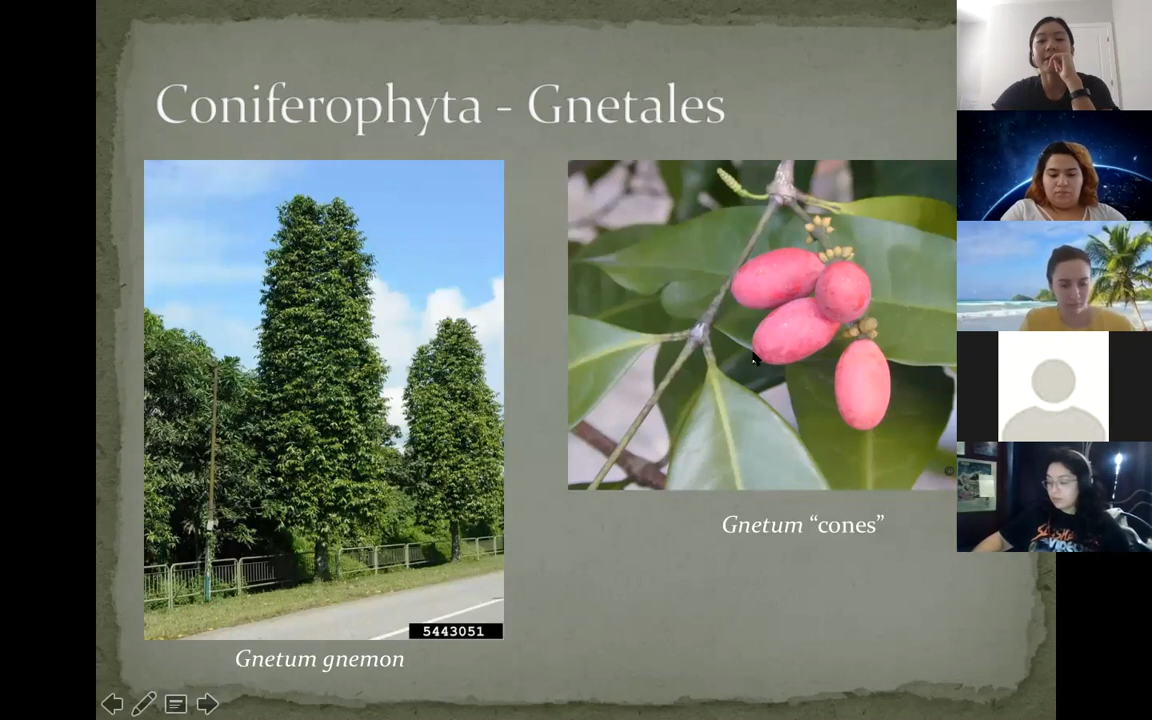 Coniferophyta - Gnetales
5443051
Gnetum gnemon
Gnetum “cones”
©